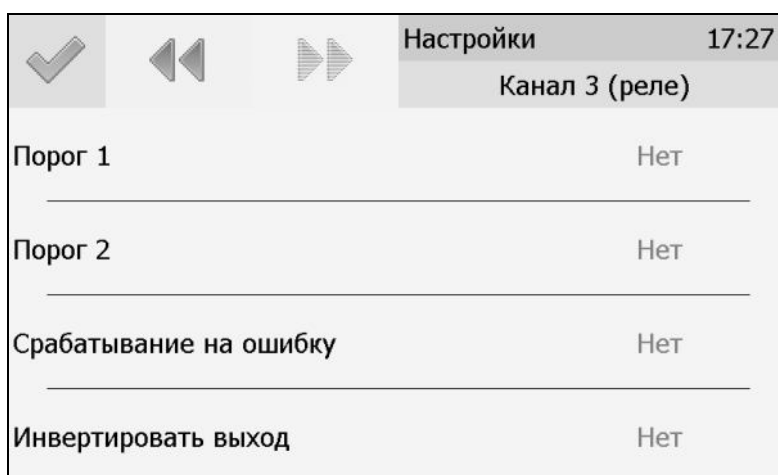 Настройки 17:27
Канал 3 (реле)
Порог 1 Нет
Порог 2 Нет
Срабатывание на ошибку Нет
Инвертировать выход Нет